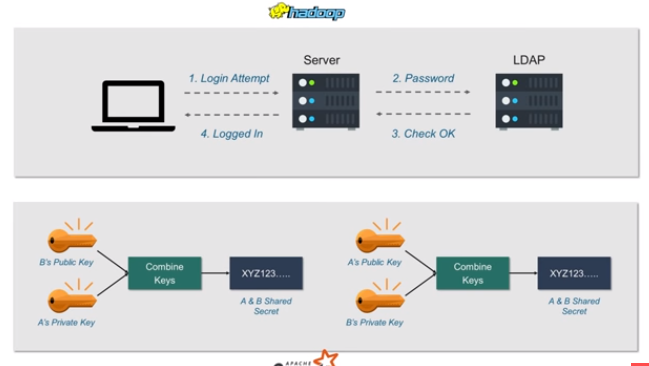 hadoop
Server
LDAP
1. Login Attempt
2. Password
4. Logged In
3. Check OK
B's Public Key
A's Private Key
Combine
Keys
XYZ123.....
A & B Shared
Secret
A's Public Key
B's Private Key
Combine
Keys
XYZ123.....
A & B Shared
Secret
APACHE